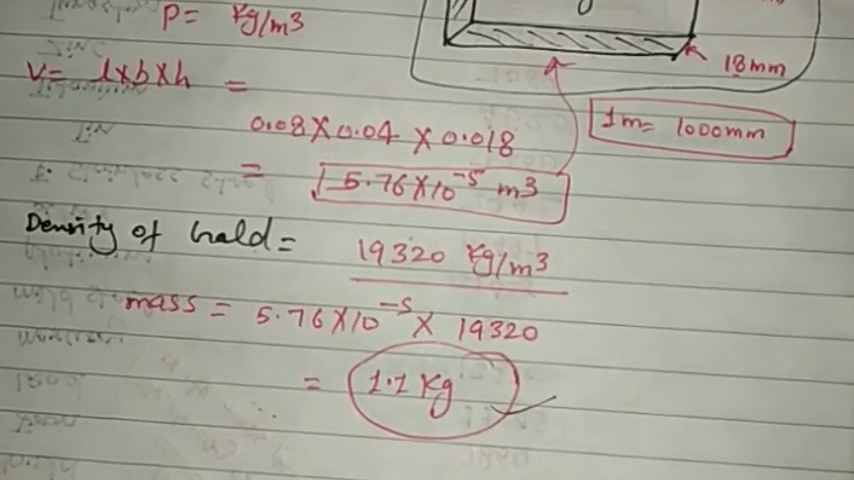 P= Kg/m3
18mm
V= l×b×h =
1m= 1000mm
0.08×0.04 ×0.018
= 5.76×10⁻⁵ m3
Density of Gold=
19320 Kg/m3
mass = 5.76×10⁻⁵ × 19320
= 1.1 Kg